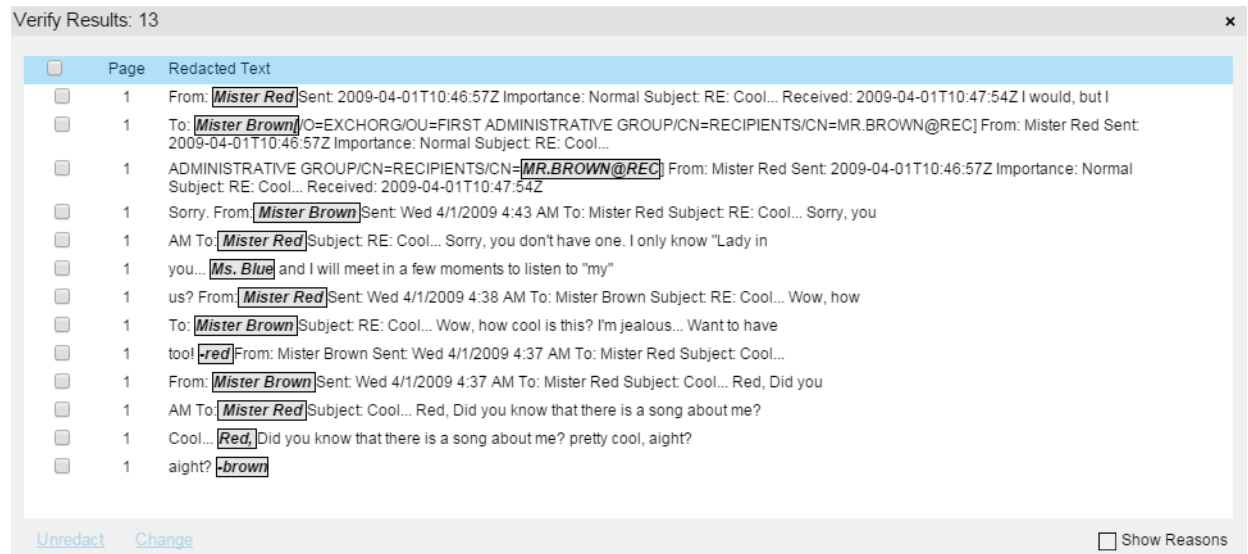 Verify Results: 13 ×
Page Redacted Text
1 From: Mister Red Sent: 2009-04-01T10:46:57Z Importance: Normal Subject: RE: Cool... Received: 2009-04-01T10:47:54Z I would, but I
1 To: Mister Brown[/O=EXCHORG/OU=FIRST ADMINISTRATIVE GROUP/CN=RECIPIENTS/CN=MR.BROWN@REC] From: Mister Red Sent:
2009-04-01T10:46:57Z Importance: Normal Subject: RE: Cool...
1 ADMINISTRATIVE GROUP/CN=RECIPIENTS/CN=MR.BROWN@REC] From: Mister Red Sent: 2009-04-01T10:46:57Z Importance: Normal
Subject: RE: Cool... Received: 2009-04-01T10:47:54Z
1 Sorry. From: Mister Brown Sent: Wed 4/1/2009 4:43 AM To: Mister Red Subject: RE: Cool... Sorry, you
1 AM To: Mister Red Subject: RE: Cool... Sorry, you don't have one. I only know "Lady in
1 you... Ms. Blue and I will meet in a few moments to listen to "my"
1 us? From: Mister Red Sent: Wed 4/1/2009 4:38 AM To: Mister Brown Subject: RE: Cool... Wow, how
1 To: Mister Brown Subject: RE: Cool... Wow, how cool is this? I'm jealous... Want to have
1 too! -red From: Mister Brown Sent: Wed 4/1/2009 4:37 AM To: Mister Red Subject: Cool...
1 From: Mister Brown Sent: Wed 4/1/2009 4:37 AM To: Mister Red Subject: Cool... Red, Did you
1 AM To: Mister Red Subject: Cool... Red, Did you know that there is a song about me?
1 Cool... Red, Did you know that there is a song about me? pretty cool, aight?
1 aight? -brown
Unredact Change Show Reasons